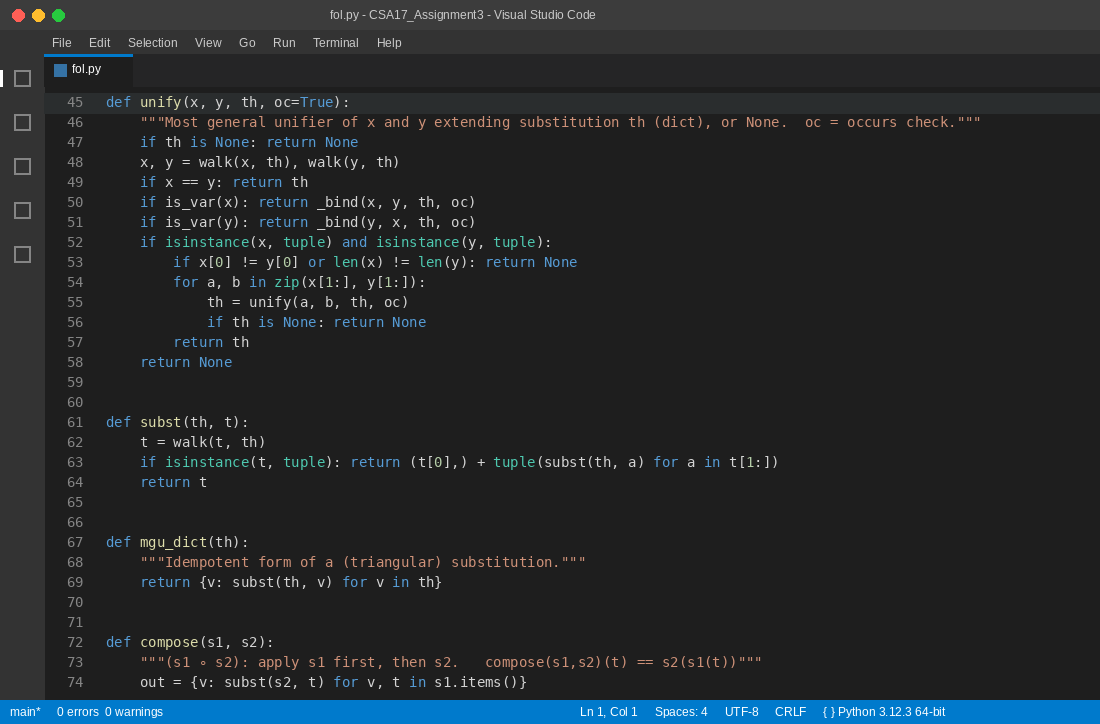 fol.py - CSA17_Assignment3 - Visual Studio Code
File Edit Selection View Go Run Terminal Help
fol.py
45 def unify(x, y, th, oc=True):
46     """Most general unifier of x and y extending substitution th (dict), or None.  oc = occurs check."""
47     if th is None: return None
48     x, y = walk(x, th), walk(y, th)
49     if x == y: return th
50     if is_var(x): return _bind(x, y, th, oc)
51     if is_var(y): return _bind(y, x, th, oc)
52     if isinstance(x, tuple) and isinstance(y, tuple):
53         if x[0] != y[0] or len(x) != len(y): return None
54         for a, b in zip(x[1:], y[1:]):
55             th = unify(a, b, th, oc)
56             if th is None: return None
57         return th
58     return None
59
60
61 def subst(th, t):
62     t = walk(t, th)
63     if isinstance(t, tuple): return (t[0],) + tuple(subst(th, a) for a in t[1:])
64     return t
65
66
67 def mgu_dict(th):
68     """Idempotent form of a (triangular) substitution."""
69     return {v: subst(th, v) for v in th}
70
71
72 def compose(s1, s2):
73     """(s1 ∘ s2): apply s1 first, then s2.   compose(s1,s2)(t) == s2(s1(t))"""
74     out = {v: subst(s2, t) for v, t in s1.items()}
main* 0 errors 0 warnings Ln 1, Col 1 Spaces: 4 UTF-8 CRLF { } Python 3.12.3 64-bit